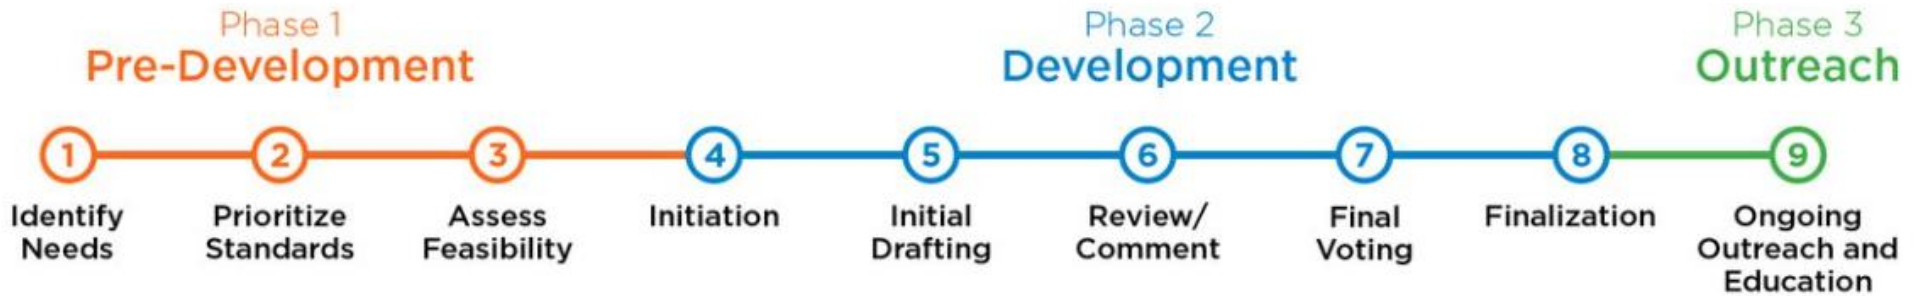 Phase 1
Pre-Development
Phase 2
Development
Phase 3
Outreach
1
2
3
4
5
6
7
8
9
Identify
Needs
Prioritize
Standards
Assess
Feasibility
Initiation
Initial
Drafting
Review/
Comment
Final
Voting
Finalization
Ongoing
Outreach and
Education